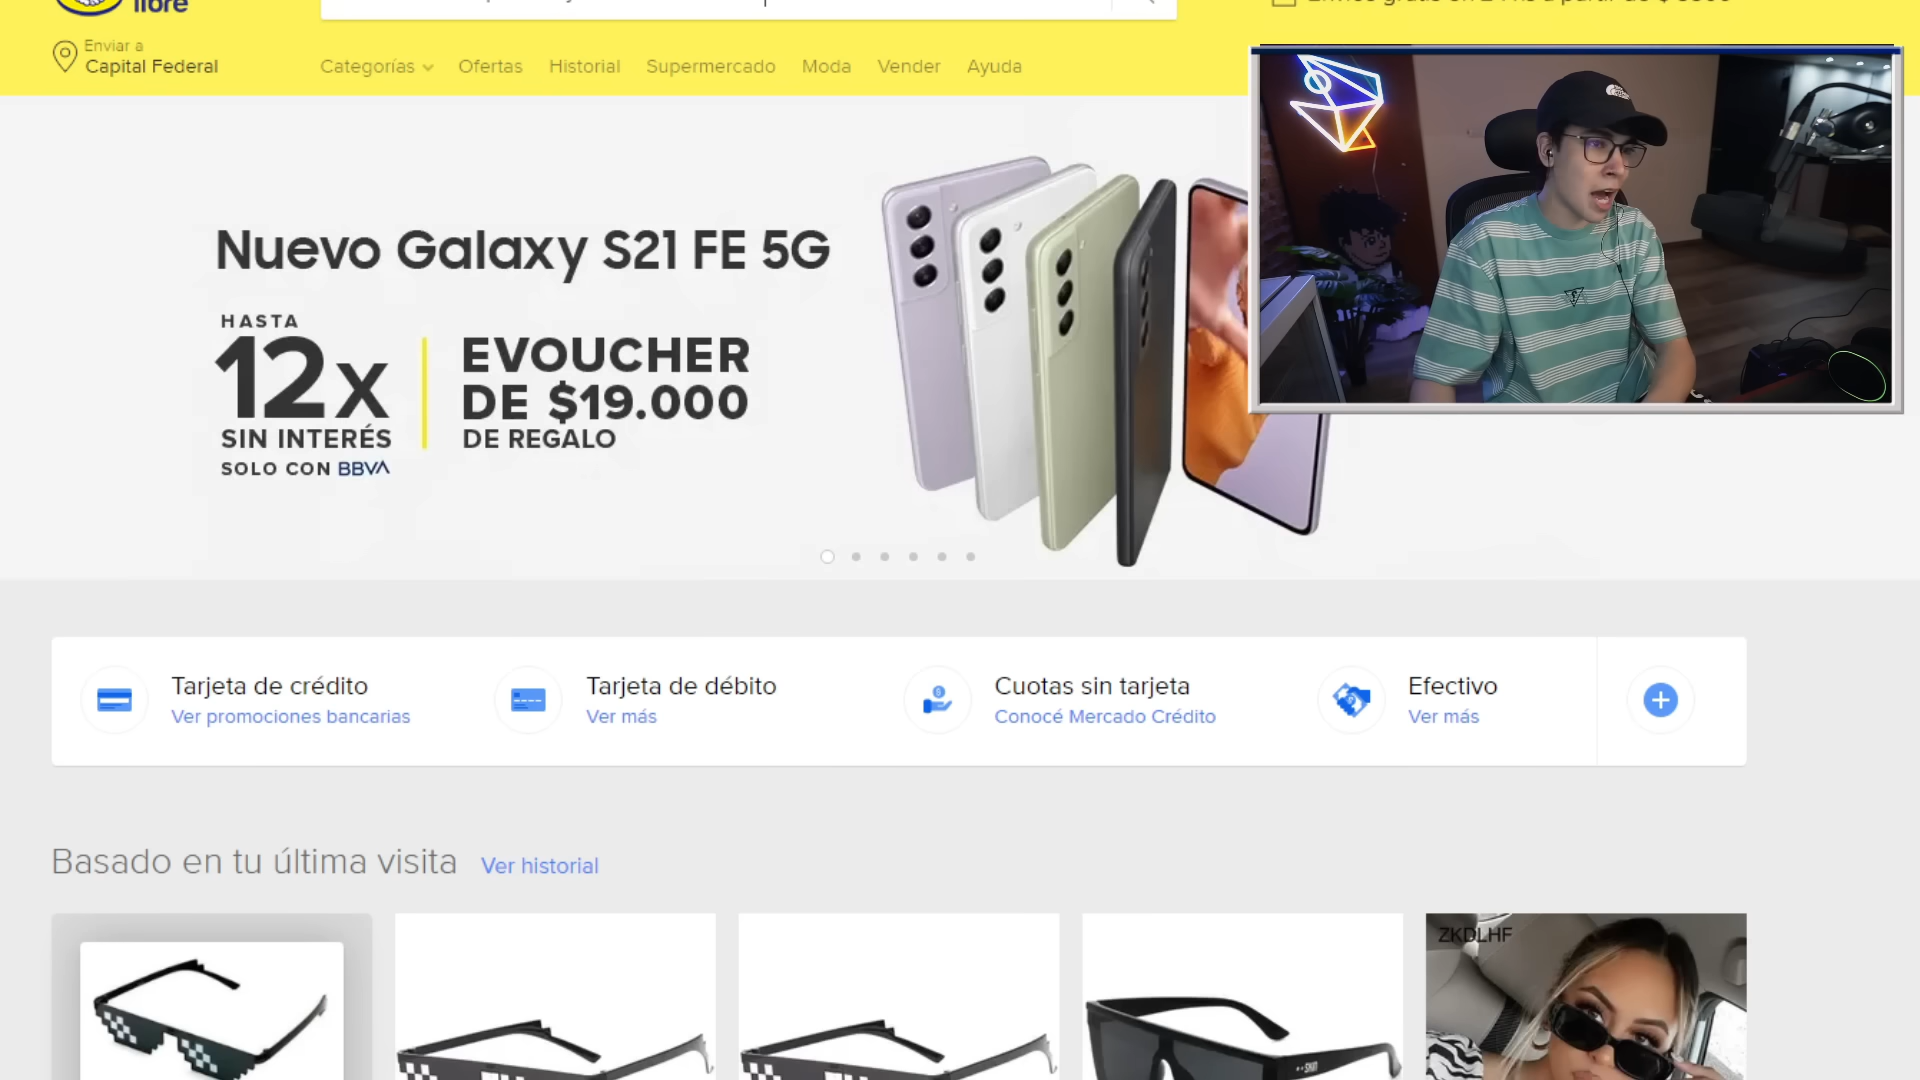 libre
Enviar a
Capital Federal
Categorías
Ofertas
Historial
Supermercado
Moda
Vender
Ayuda
Nuevo Galaxy S21 FE 5G
HASTA
12x
SIN INTERÉS
SOLO CON BBVA
EVOUCHER
DE $19.000
DE REGALO
Tarjeta de crédito
Ver promociones bancarias
Tarjeta de débito
Ver más
Cuotas sin tarjeta
Conocé Mercado Crédito
Efectivo
Ver más
Basado en tu última visita Ver historial
ZKDLHF